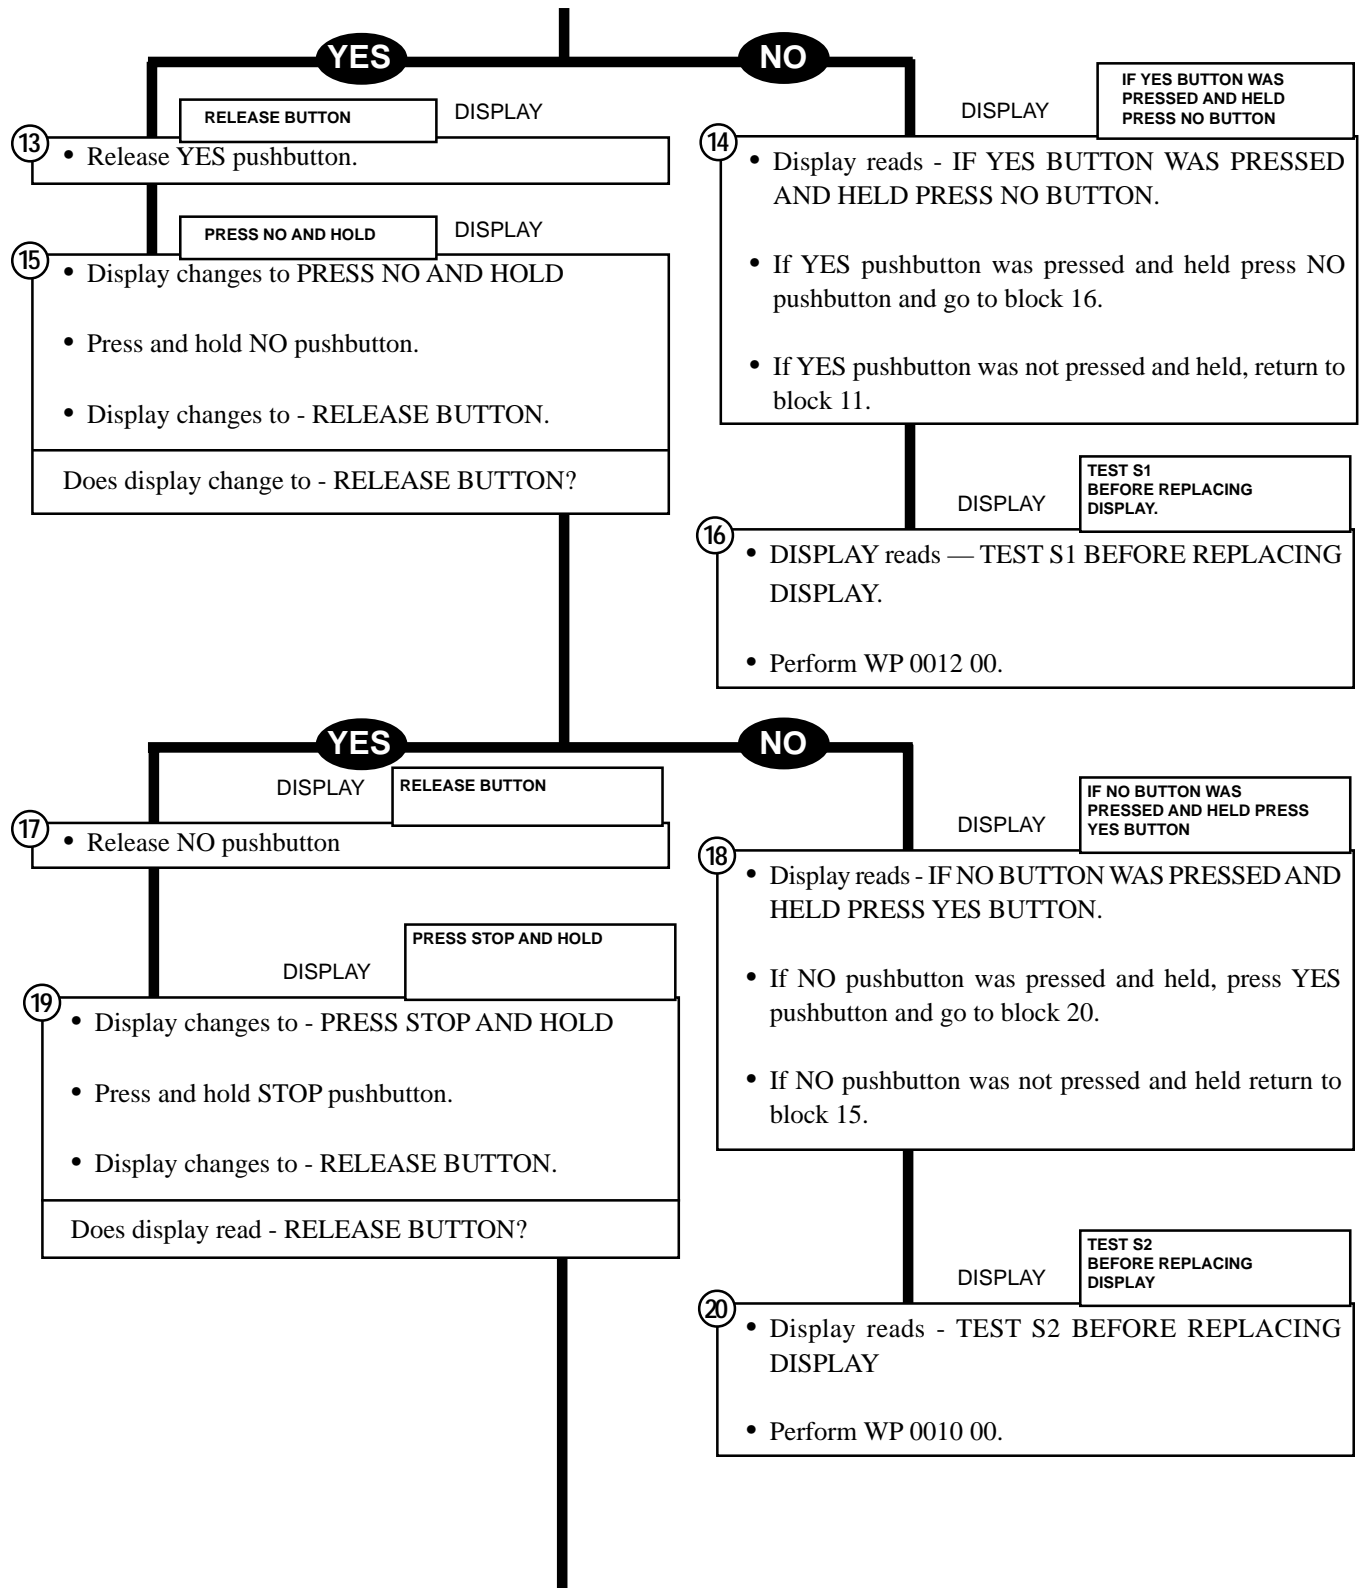 YES
NO
RELEASE BUTTON
DISPLAY
13
• Release YES pushbutton.
DISPLAY
IF YES BUTTON WAS
PRESSED AND HELD
PRESS NO BUTTON
14
• Display reads - IF YES BUTTON WAS PRESSED
AND HELD PRESS NO BUTTON.
• If YES pushbutton was pressed and held press NO
pushbutton and go to block 16.
• If YES pushbutton was not pressed and held, return to
block 11.
PRESS NO AND HOLD
DISPLAY
15
• Display changes to PRESS NO AND HOLD
• Press and hold NO pushbutton.
• Display changes to - RELEASE BUTTON.
Does display change to - RELEASE BUTTON?
DISPLAY
TEST S1
BEFORE REPLACING
DISPLAY.
16
• DISPLAY reads — TEST S1 BEFORE REPLACING
DISPLAY.
• Perform WP 0012 00.
YES
NO
DISPLAY
RELEASE BUTTON
17
• Release NO pushbutton
DISPLAY
IF NO BUTTON WAS
PRESSED AND HELD PRESS
YES BUTTON
18
• Display reads - IF NO BUTTON WAS PRESSED AND
HELD PRESS YES BUTTON.
• If NO pushbutton was pressed and held, press YES
pushbutton and go to block 20.
• If NO pushbutton was not pressed and held return to
block 15.
DISPLAY
PRESS STOP AND HOLD
19
• Display changes to - PRESS STOP AND HOLD
• Press and hold STOP pushbutton.
• Display changes to - RELEASE BUTTON.
Does display read - RELEASE BUTTON?
DISPLAY
TEST S2
BEFORE REPLACING
DISPLAY
20
• Display reads - TEST S2 BEFORE REPLACING
DISPLAY
• Perform WP 0010 00.